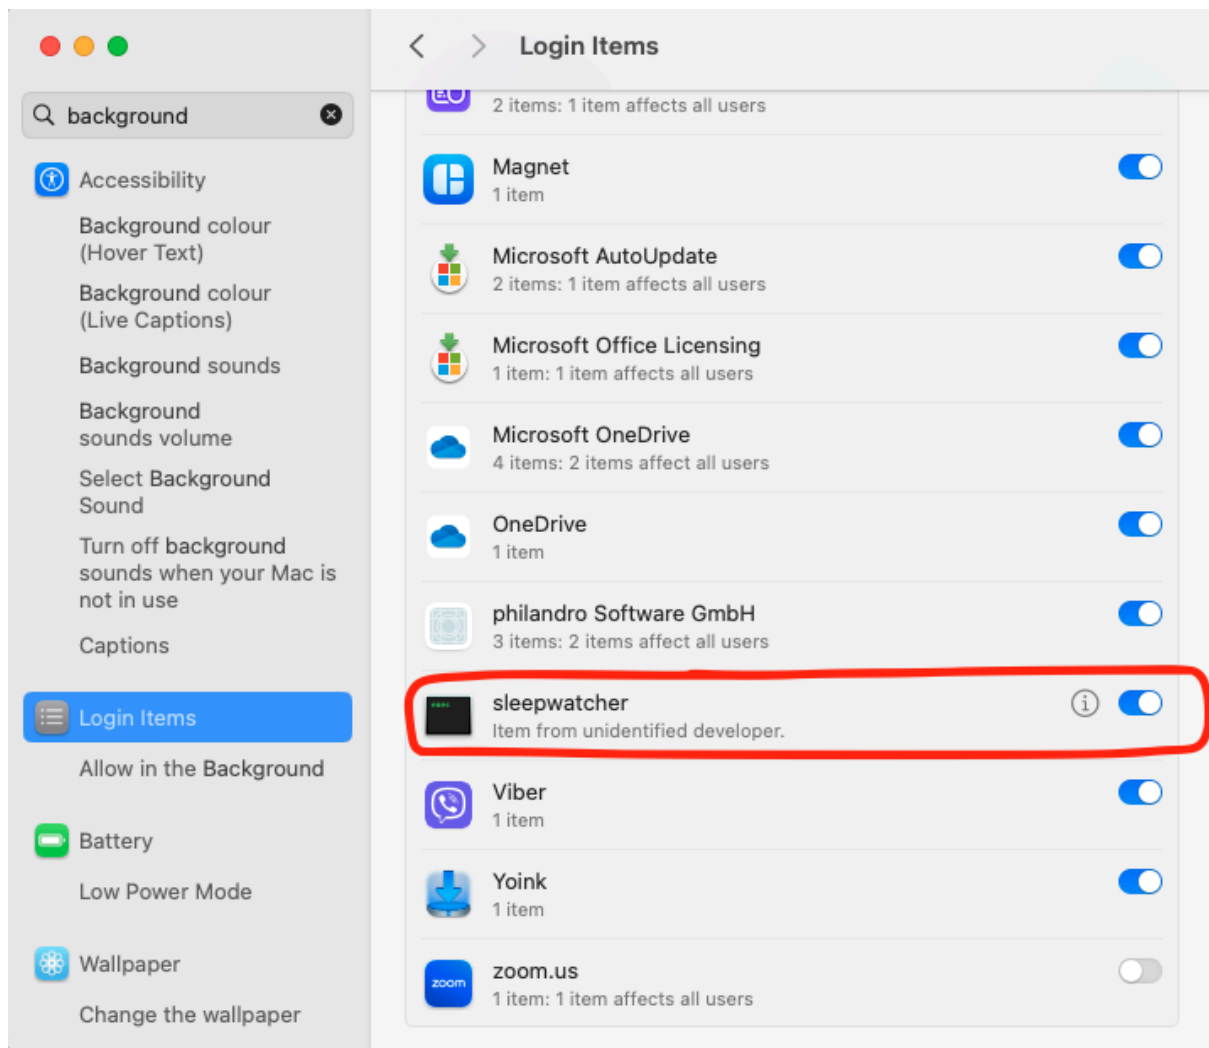 Login Items
background
Accessibility
Background colour
(Hover Text)
Background colour
(Live Captions)
Background sounds
Background
sounds volume
Select Background
Sound
Turn off background
sounds when your Mac is
not in use
Captions
Login Items
Allow in the Background
Battery
Low Power Mode
Wallpaper
Change the wallpaper
2 items: 1 item affects all users
Magnet
1 item
Microsoft AutoUpdate
2 items: 1 item affects all users
Microsoft Office Licensing
1 item: 1 item affects all users
Microsoft OneDrive
4 items: 2 items affect all users
OneDrive
1 item
philandro Software GmbH
3 items: 2 items affect all users
sleepwatcher
Item from unidentified developer.
exec
Viber
1 item
Yoink
1 item
zoom
zoom.us
1 item: 1 item affects all users